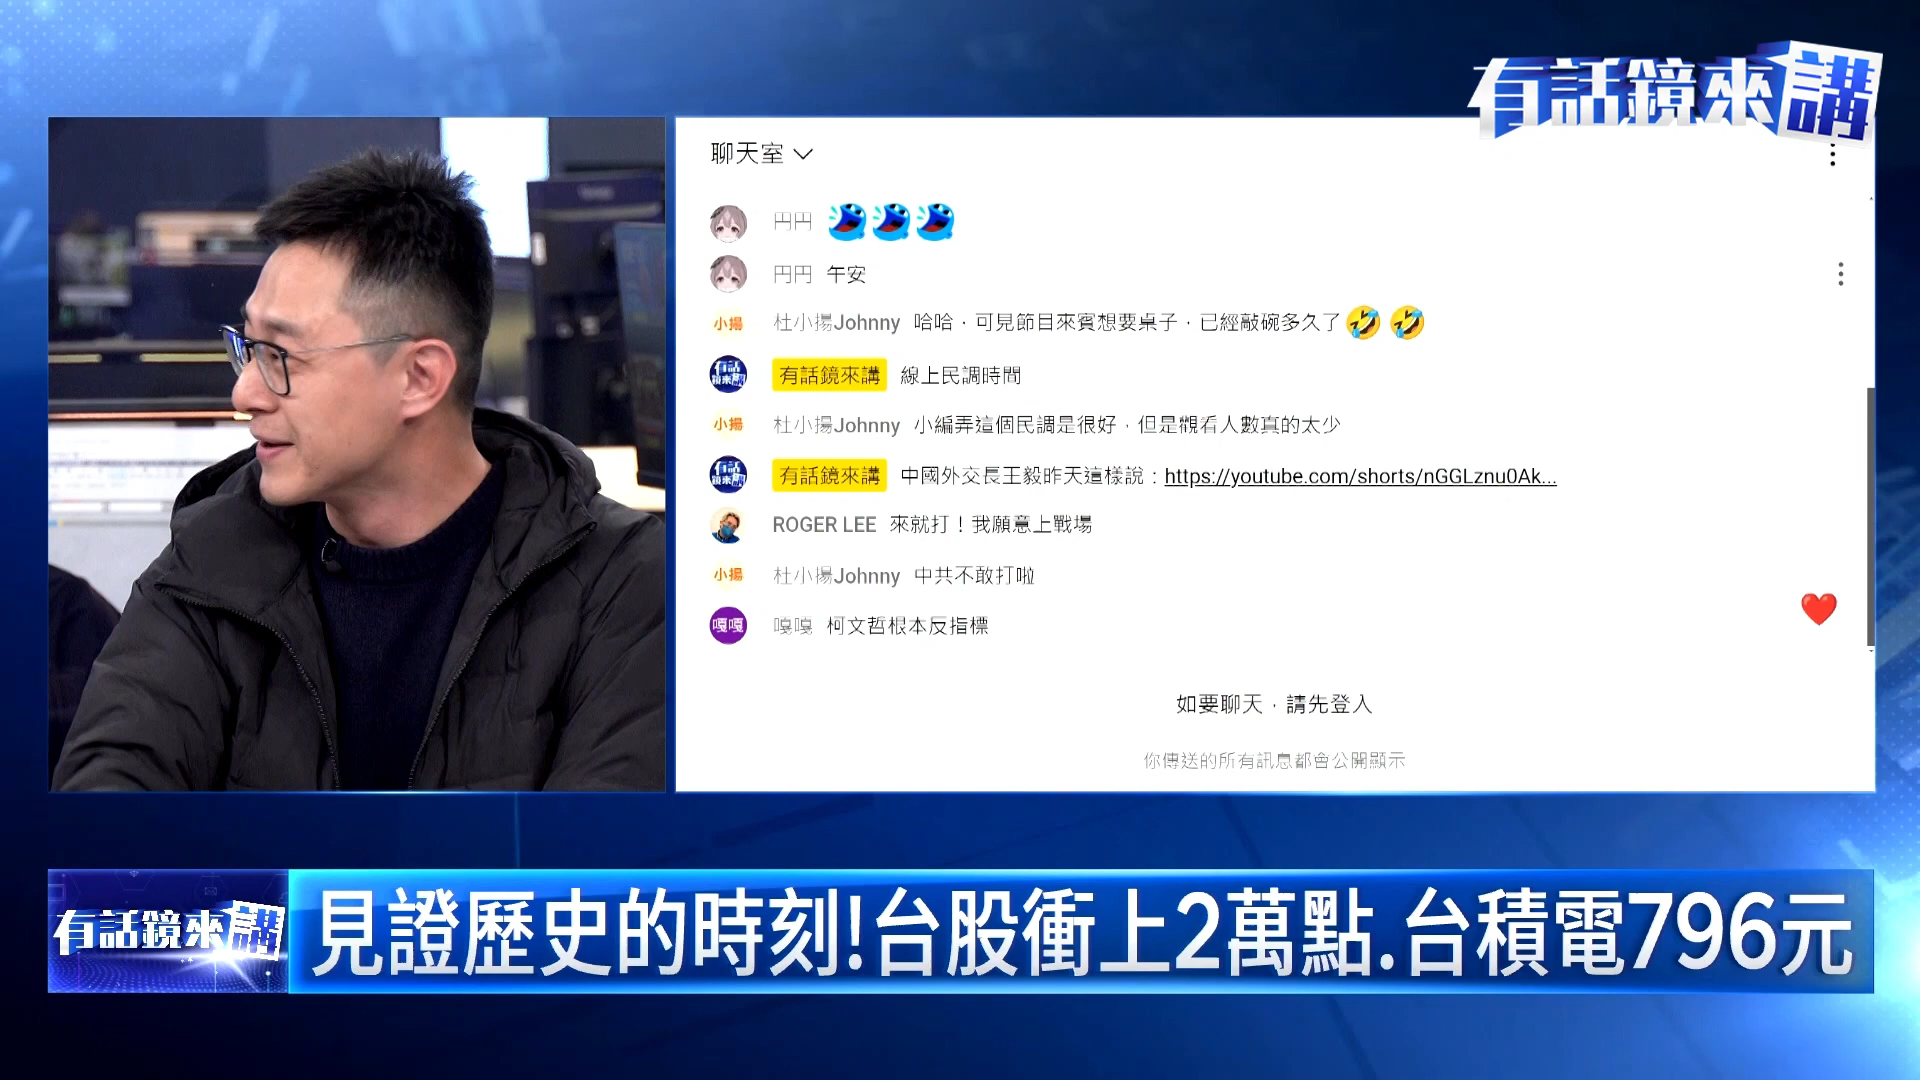 有話鏡來講
聊天室
円円
円円 午安
小揚 杜小揚Johnny 哈哈，可見節目來賓想要桌子，已經敲碗多久了
有話鏡來講 有話鏡來講 線上民調時間
小揚 杜小揚Johnny 小編弄這個民調是很好，但是觀看人數真的太少
有話鏡來講 有話鏡來講 中國外交長王毅昨天這樣說：https://youtube.com/shorts/nGGLznu0Ak...
ROGER LEE 來就打！我願意上戰場
小揚 杜小揚Johnny 中共不敢打啦
嘎嘎 嘎嘎 柯文哲根本反指標
如要聊天，請先登入
你傳送的所有訊息都會公開顯示
有話鏡來講 見證歷史的時刻!台股衝上2萬點.台積電796元